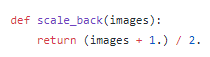 def scale_back(images):
    return (images + 1.) / 2.